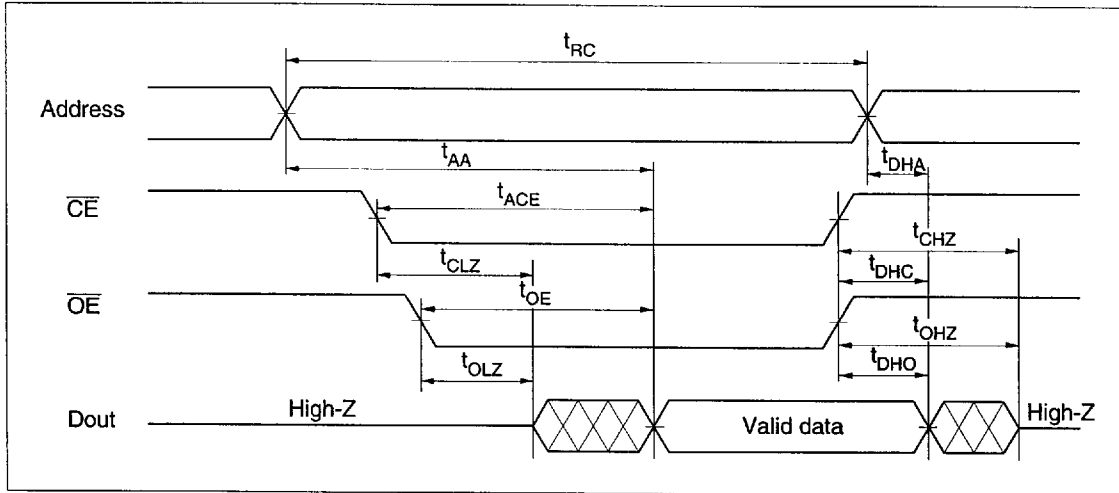 tRC
Address
tAA
tDHA
CE
tACE
tCHZ
tCLZ
tDHC
OE
tOE
tOHZ
tOLZ
tDHO
Dout
High-Z
Valid data
High-Z